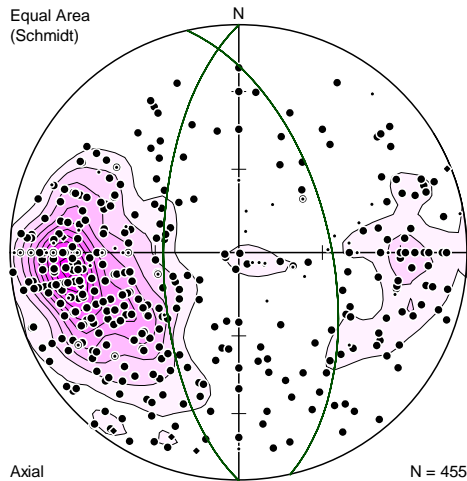 Equal Area
(Schmidt)
N
Axial
N = 455